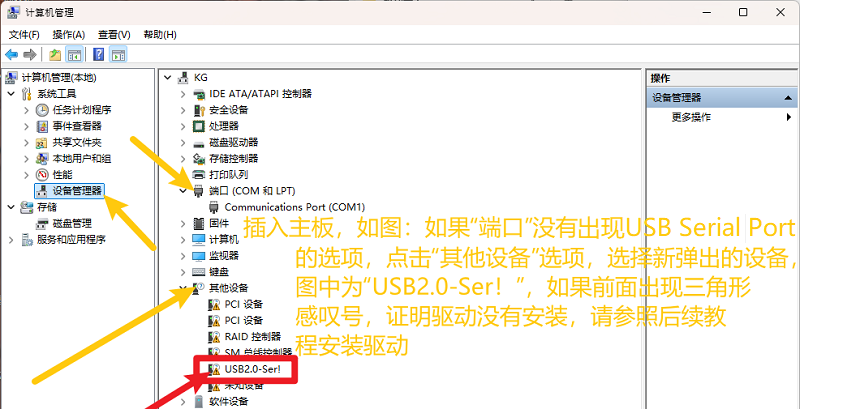 计算机管理
文件(F) 操作(A) 查看(V) 帮助(H)
计算机管理(本地)
系统工具
任务计划程序
事件查看器
共享文件夹
本地用户和组
性能
设备管理器
存储
磁盘管理
服务和应用程序
KG
IDE ATA/ATAPI 控制器
安全设备
处理器
磁盘驱动器
存储控制器
打印队列
端口 (COM 和 LPT)
Communications Port (COM1)
固件
计算机
监视器
键盘
其他设备
PCI 设备
PCI 设备
RAID 控制器
SM 总线控制器
USB2.0-Ser!
未知设备
软件设备
操作
设备管理器
更多操作
插入主板，如图：如果“端口”没有出现USB Serial Port
的选项，点击“其他设备”选项，选择新弹出的设备，
图中为“USB2.0-Ser！”，如果前面出现三角形
感叹号，证明驱动没有安装，请参照后续教
程安装驱动